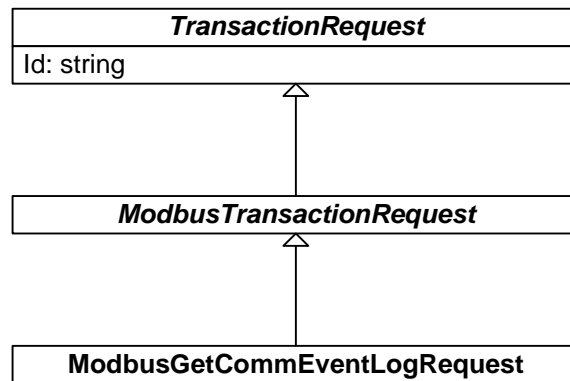 TransactionRequest
Id: string
ModbusTransactionRequest
ModbusGetCommEventLogRequest